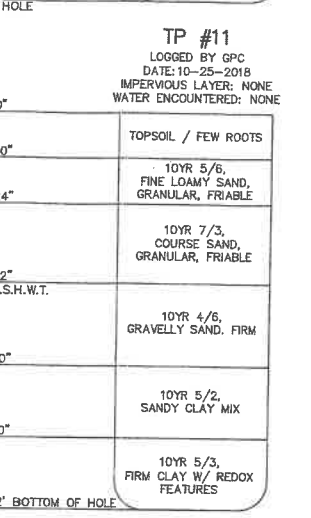 HOLE
TP #11
LOGGED BY GPC
DATE: 10-25-2018
IMPERVIOUS LAYER: NONE
WATER ENCOUNTERED: NONE
0"
TOPSOIL / FEW ROOTS
0"
10YR 5/6,
FINE LOAMY SAND,
GRANULAR, FRIABLE
4"
10YR 7/3,
COURSE SAND,
GRANULAR, FRIABLE
2"
.S.H.W.T.
10YR 4/6,
GRAVELLY SAND. FIRM
0"
10YR 5/2,
SANDY CLAY MIX
0"
10YR 5/3,
FIRM CLAY W/ REDOX
FEATURES
2' BOTTOM OF HOLE